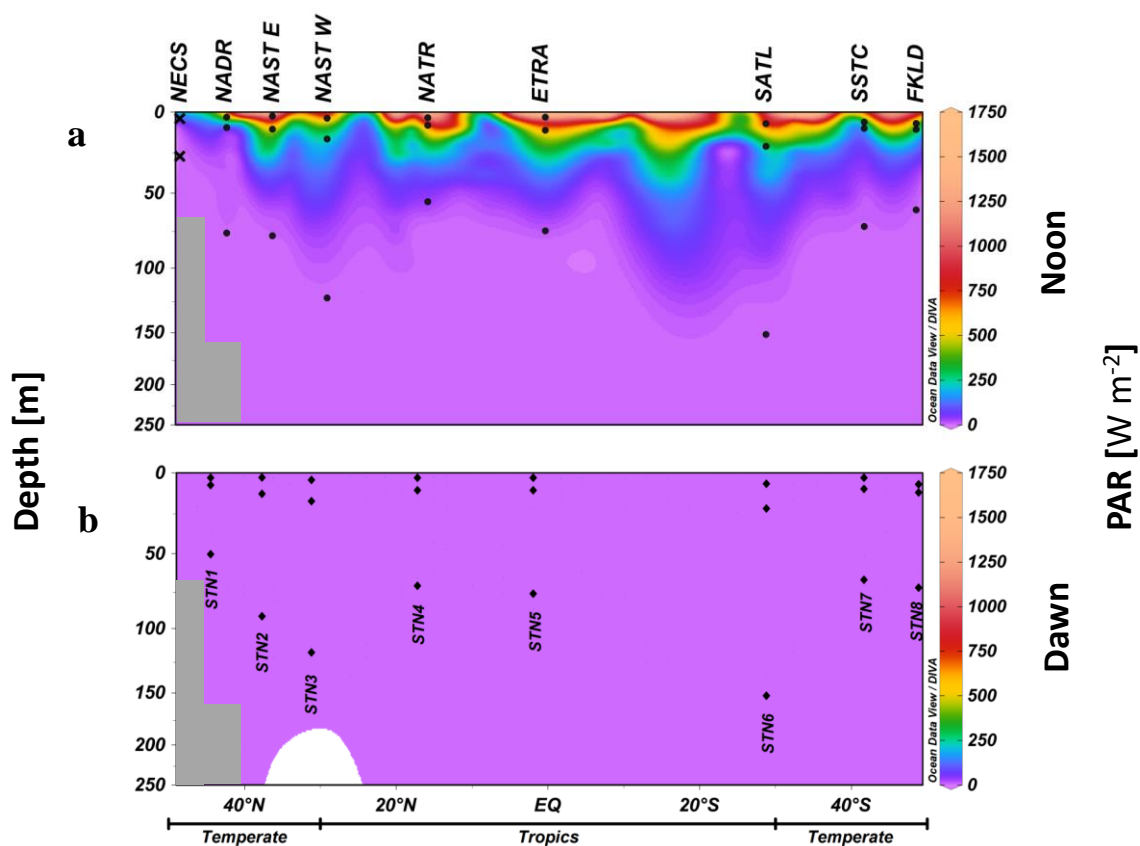 NECS NADR NAST E NAST W NATR ETRA SATL SSTC FKLD
a
0
50
100
150
200
250
1750
1500
1250
1000
750
500
250
0
Ocean Data View / DIVA
Noon
Depth [m]
PAR [W m-2]
b
0
50
100
150
200
250
STN1 STN2 STN3 STN4 STN5 STN6 STN7 STN8
1750
1500
1250
1000
750
500
250
0
Ocean Data View / DIVA
Dawn
40°N 20°N EQ 20°S 40°S
Temperate Tropics Temperate